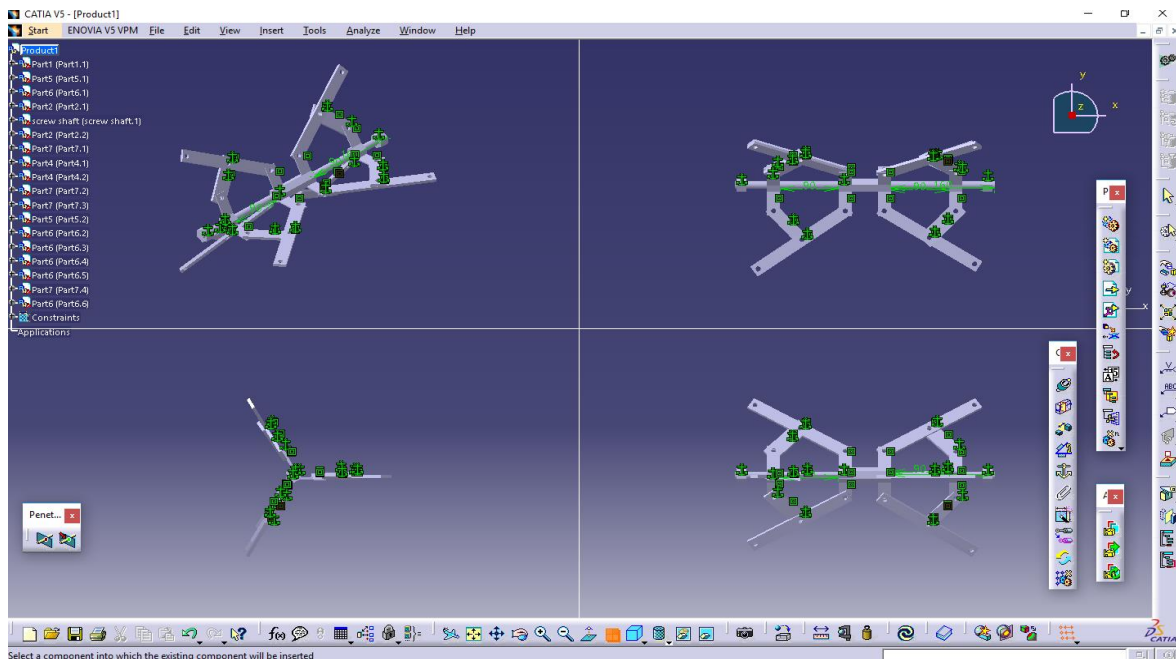 CATIA V5 - [Product1]
Start ENOVIA V5 VPM File Edit View Insert Tools Analyze Window Help
Product1
Part1 (Part1.1)
Part5 (Part5.1)
Part6 (Part6.1)
Part2 (Part2.1)
screw shaft (screw shaft.1)
Part2 (Part2.2)
Part7 (Part7.1)
Part4 (Part4.1)
Part4 (Part4.2)
Part7 (Part7.2)
Part7 (Part7.3)
Part5 (Part5.2)
Part6 (Part6.2)
Part6 (Part6.3)
Part6 (Part6.4)
Part6 (Part6.5)
Part7 (Part7.4)
Part6 (Part6.6)
Constraints
Applications
y
x
z
P...
y
x
C...
A...
Penet...
ABC
f(x)
CATIA
Select a component into which the existing component will be inserted